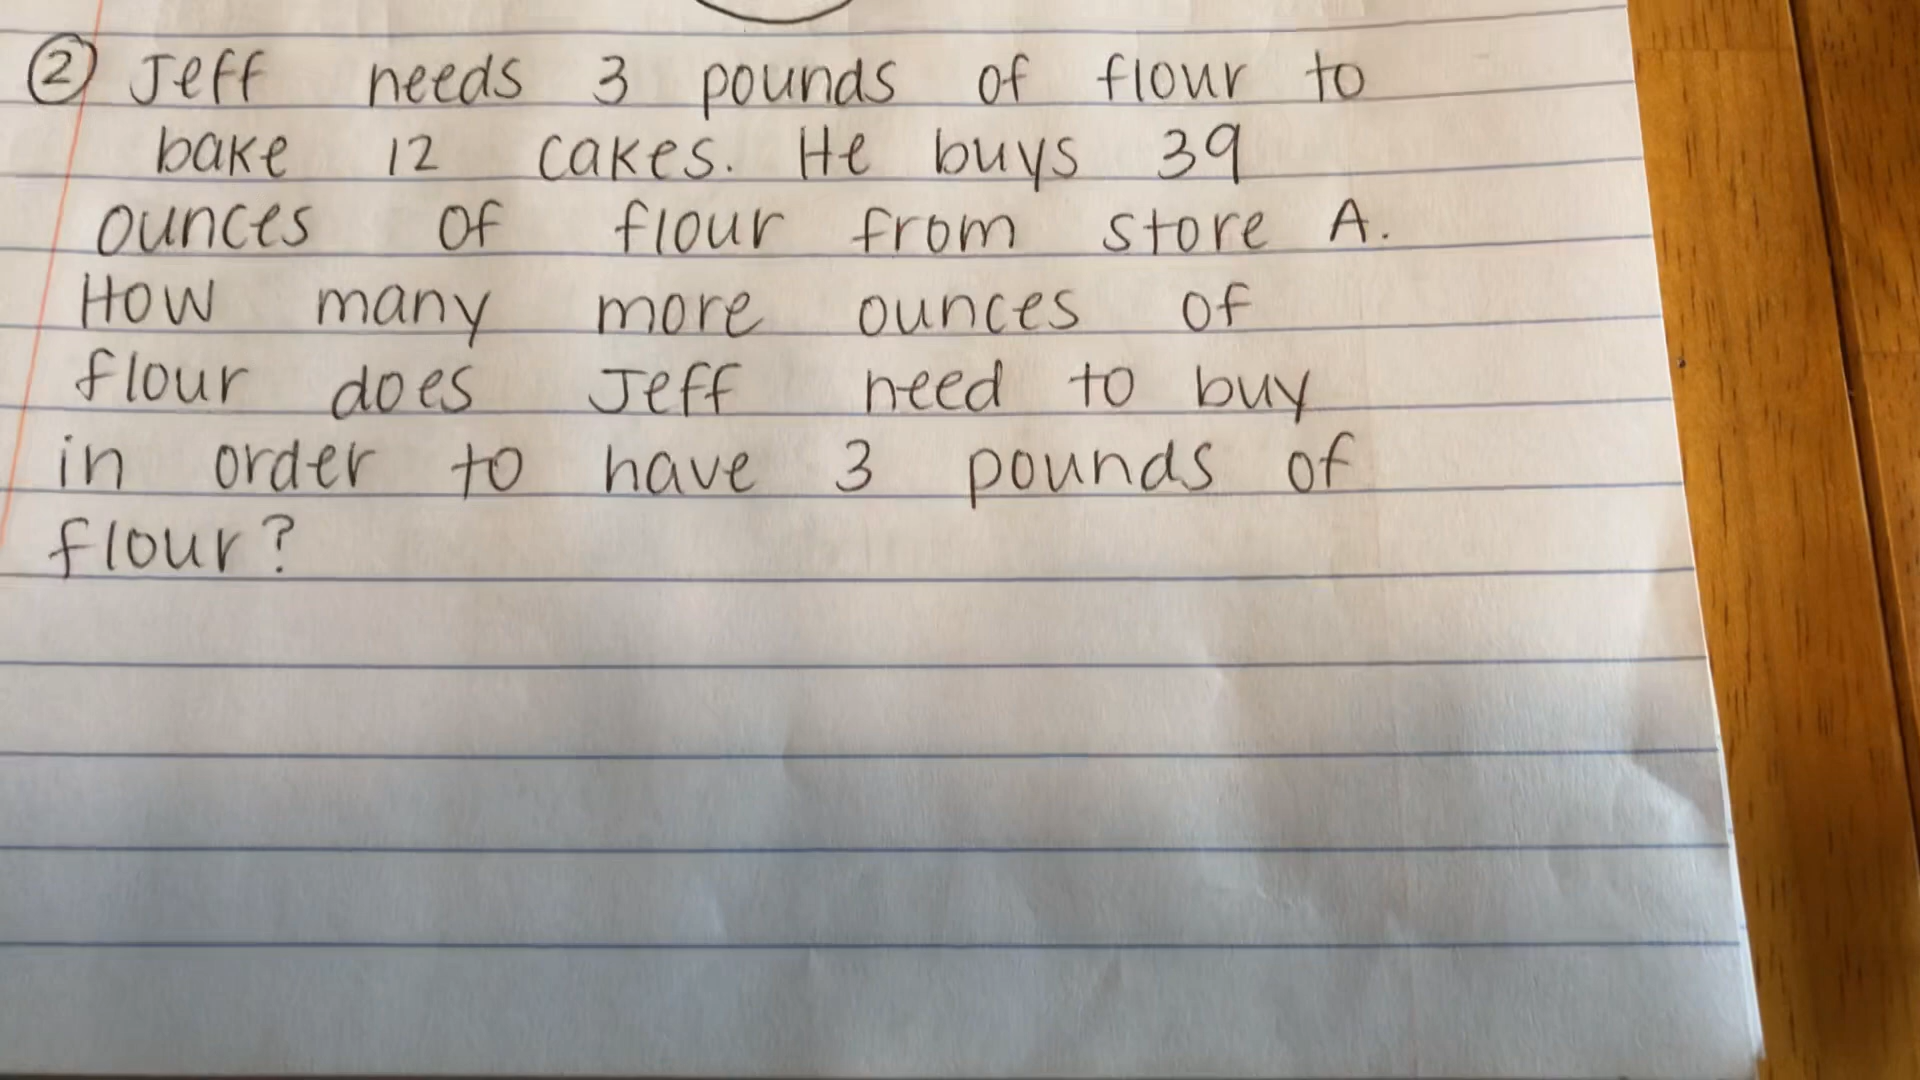 ② Jeff needs 3 pounds of flour to
bake 12 cakes. He buys 39
ounces of flour from store A.
How many more ounces of
flour does Jeff need to buy
in order to have 3 pounds of
flour?